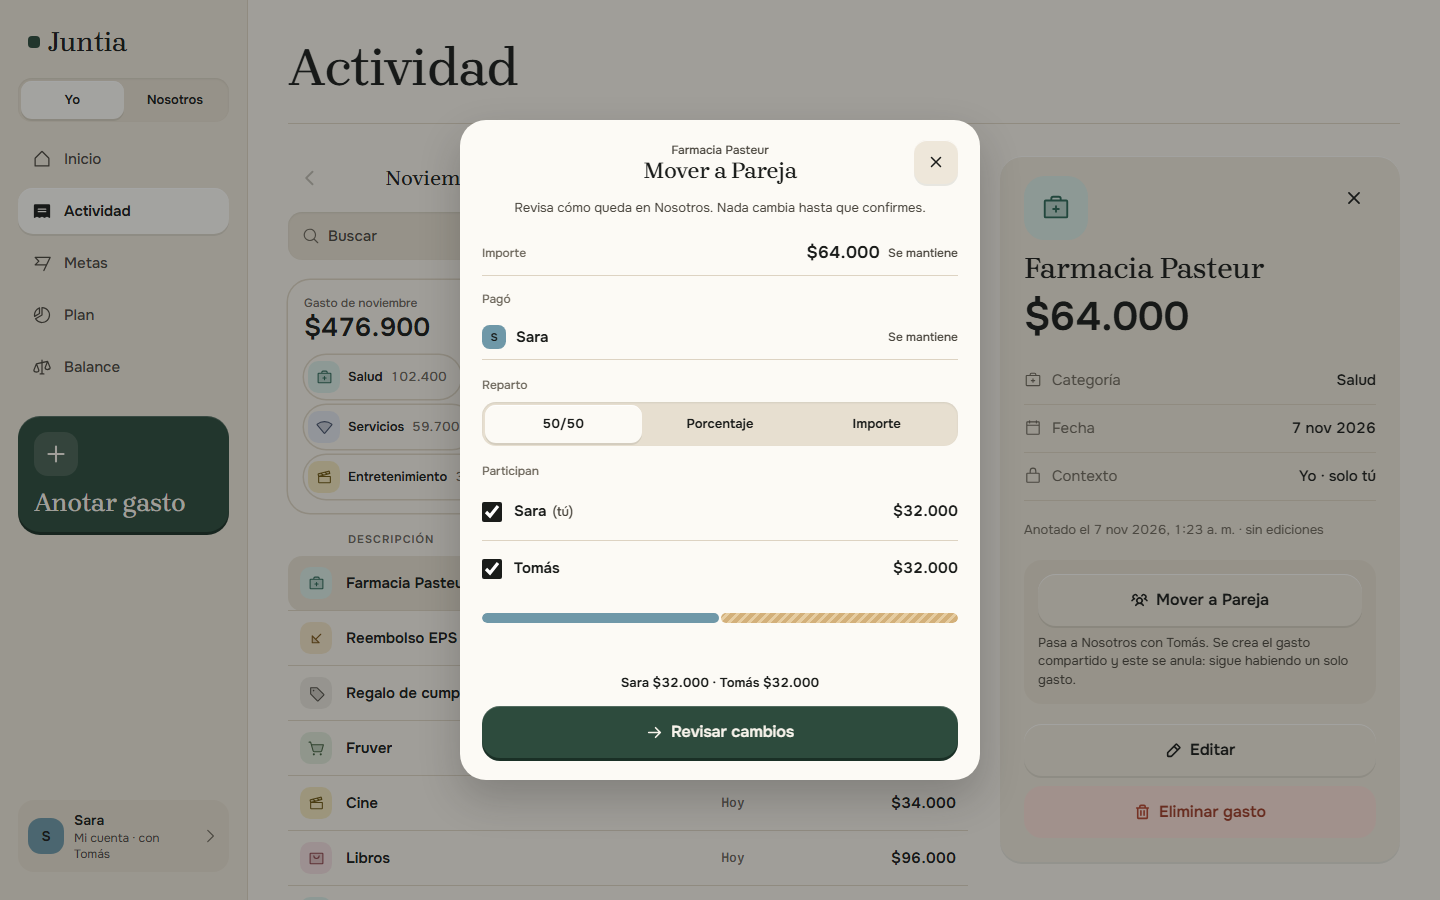 Juntia
Yo
Nosotros
Inicio
Actividad
Metas
Plan
Balance
Anotar gasto
S
Sara
Mi cuenta · con
Tomás
Actividad
Buscar
Gasto de noviembre
$476.900
Salud 102.400
Servicios 59.700
Entretenimiento
DESCRIPCIÓN
Farmacia
Reembolso EPS
Regalo de
Fruver
Cine Hoy $34.000
Libros Hoy $96.000
Farmacia Pasteur
Mover a Pareja
Revisa cómo queda en Nosotros. Nada cambia hasta que confirmes.
Importe $64.000 Se mantiene
Pagó
S Sara Se mantiene
Reparto
50/50 Porcentaje Importe
Participan
Sara (tú) $32.000
Tomás $32.000
Sara $32.000 · Tomás $32.000
Revisar cambios
Farmacia Pasteur
$64.000
Categoría Salud
Fecha 7 nov 2026
Contexto Yo · solo tú
Anotado el 7 nov 2026, 1:23 a. m. · sin ediciones
Mover a Pareja
Pasa a Nosotros con Tomás. Se crea el gasto
compartido y este se anula: sigue habiendo un solo
gasto.
Editar
Eliminar gasto